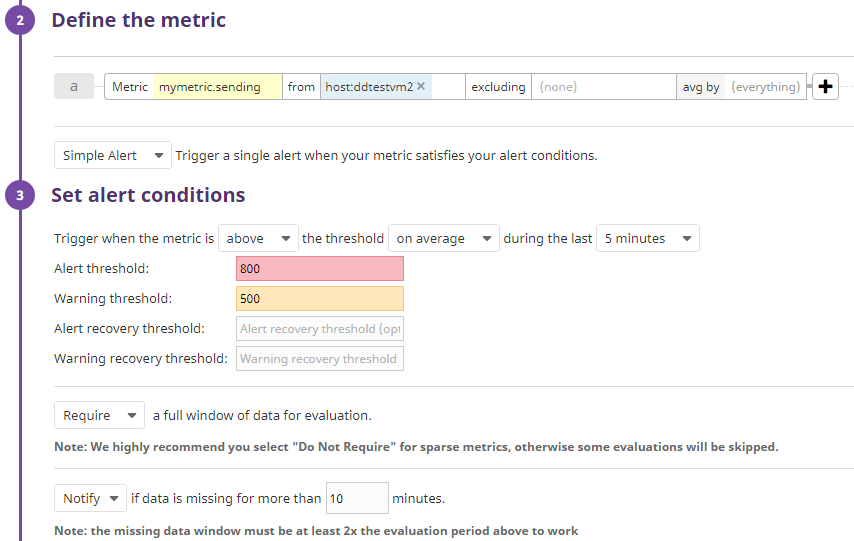 2 Define the metric
a Metric mymetric.sending from host:ddtestvm2 × excluding (none) avg by (everything) +
Simple Alert Trigger a single alert when your metric satisfies your alert conditions.
3 Set alert conditions
Trigger when the metric is above the threshold on average during the last 5 minutes
Alert threshold: 800
Warning threshold: 500
Alert recovery threshold: Alert recovery threshold (opt
Warning recovery threshold: Warning recovery threshold
Require a full window of data for evaluation.
Note: We highly recommend you select "Do Not Require" for sparse metrics, otherwise some evaluations will be skipped.
Notify if data is missing for more than 10 minutes.
Note: the missing data window must be at least 2x the evaluation period above to work